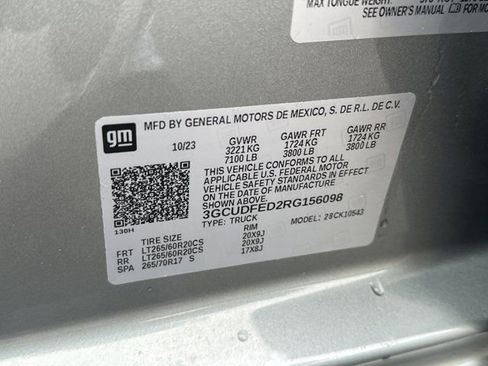 MAX TONGUE WEIGHT:
SEE OWNER'S MANUAL FOR MO
gm
MFD BY GENERAL MOTORS DE MEXICO, S. DE R.L. DE C.V.
10/23 GVWR GAWR FRT GAWR RR
3221 KG 1724 KG 1724 KG
7100 LB 3800 LB 3800 LB
THIS VEHICLE CONFORMS TO ALL
APPLICABLE U.S. FEDERAL MOTOR
VEHICLE SAFETY STANDARDS IN EFFECT
ON THE DATE OF MANUFACTURE SHOWN ABOVE
3GCUDFED2RG156098
130H
TYPE: TRUCK 28CK10543
TIRE SIZE RIM
FRT LT265/60R20CS 20X9J
RR LT265/60R20CS 20X9J
SPA 265/70R17 S 17X8J